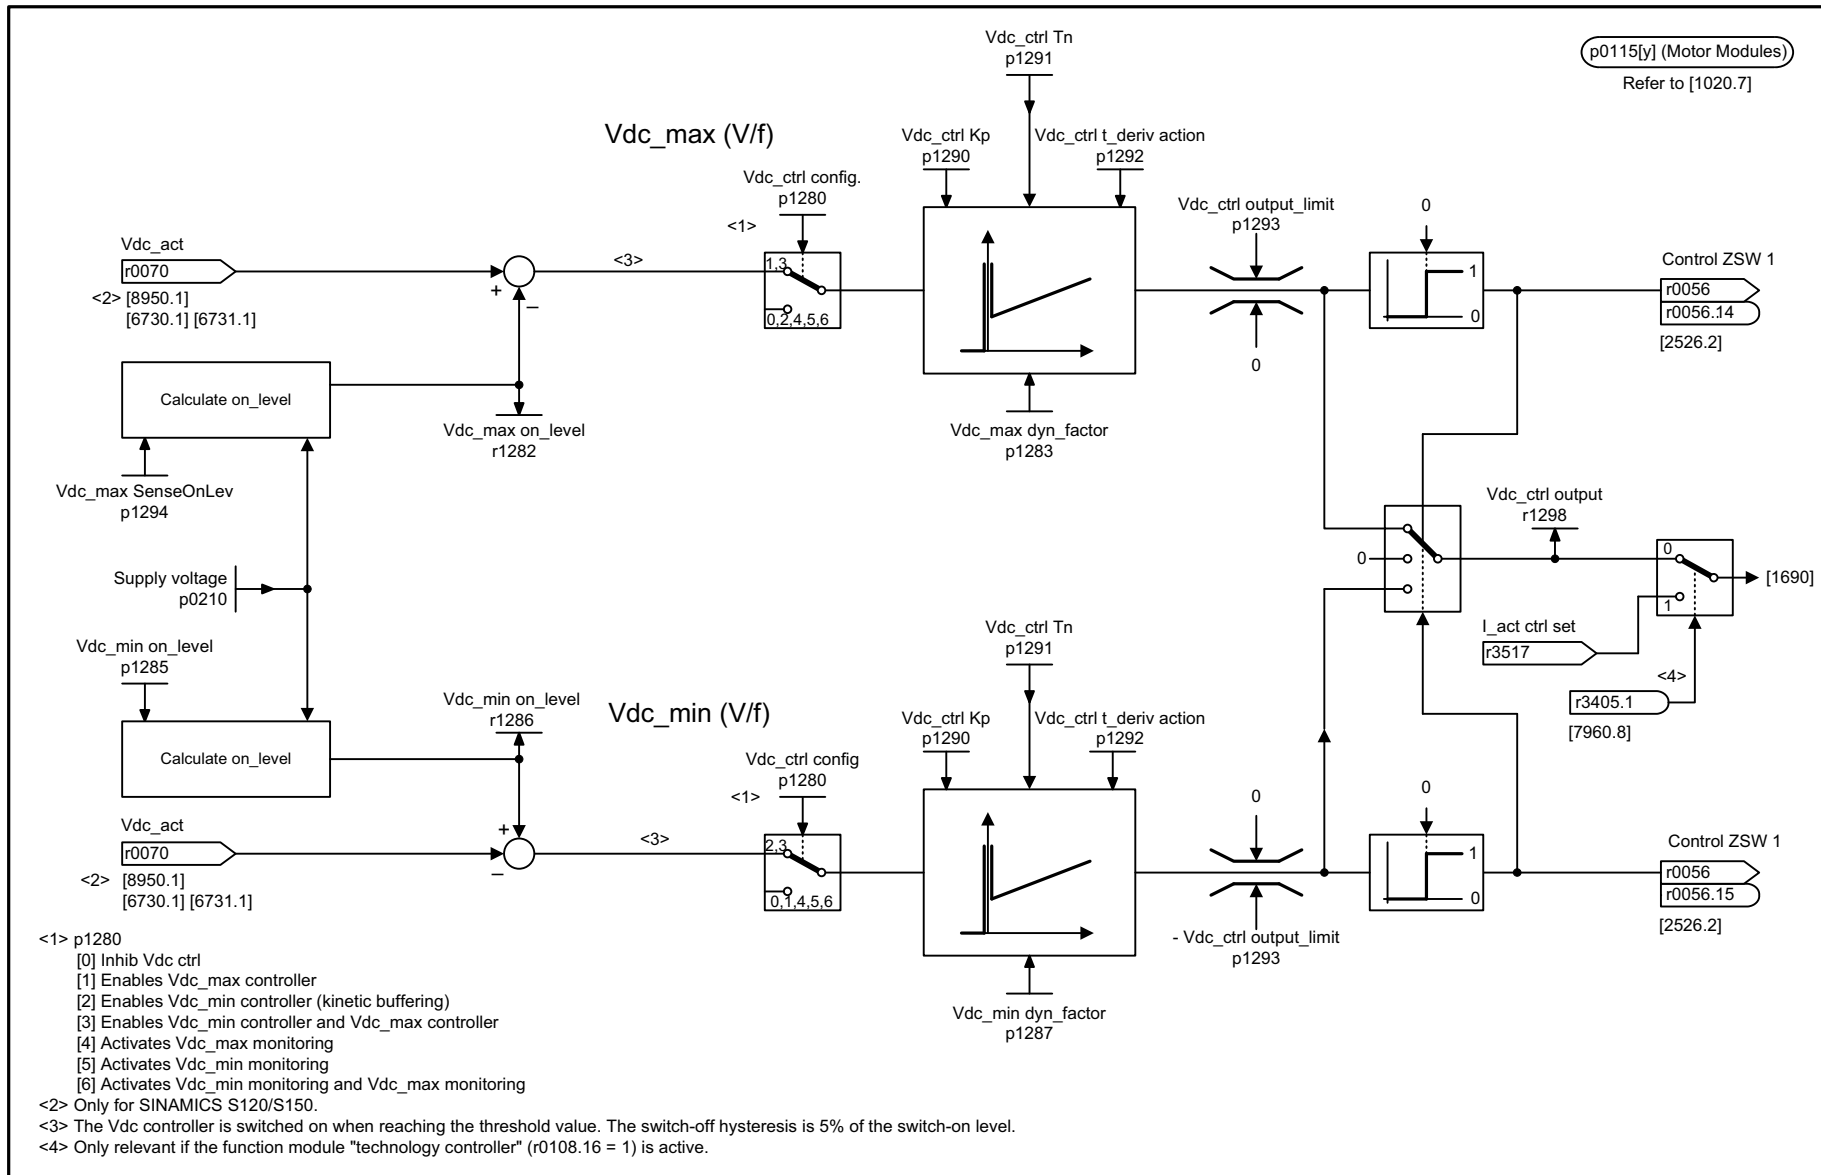 Vdc_ctrl Tn
p1291
p0115[y] (Motor Modules)
Refer to [1020.7]
Vdc_max (V/f)
Vdc_ctrl Kp
p1290
Vdc_ctrl t_deriv action
p1292
Vdc_ctrl config.
p1280
<1>
Vdc_ctrl output_limit
p1293
0
Vdc_act
r0070
<2> [8950.1]
[6730.1] [6731.1]
+
–
<3>
1,3
0,2,4,5,6
0
1
0
Control ZSW 1
r0056
r0056.14
[2526.2]
Calculate on_level
Vdc_max on_level
r1282
Vdc_max dyn_factor
p1283
Vdc_max SenseOnLev
p1294
Vdc_ctrl output
r1298
0
0
1
[1690]
Supply voltage
p0210
I_act ctrl set
r3517
<4>
r3405.1
[7960.8]
Vdc_min on_level
p1285
Vdc_min on_level
r1286
Vdc_min (V/f)
Vdc_ctrl Tn
p1291
Vdc_ctrl Kp
p1290
Vdc_ctrl t_deriv action
p1292
Calculate on_level
Vdc_ctrl config
p1280
<1>
0
0
Vdc_act
r0070
<2> [8950.1]
[6730.1] [6731.1]
+
–
<3>
2,3
0,1,4,5,6
1
0
Control ZSW 1
r0056
r0056.15
[2526.2]
- Vdc_ctrl output_limit
p1293
Vdc_min dyn_factor
p1287
<1> p1280
[0] Inhib Vdc ctrl
[1] Enables Vdc_max controller
[2] Enables Vdc_min controller (kinetic buffering)
[3] Enables Vdc_min controller and Vdc_max controller
[4] Activates Vdc_max monitoring
[5] Activates Vdc_min monitoring
[6] Activates Vdc_min monitoring and Vdc_max monitoring
<2> Only for SINAMICS S120/S150.
<3> The Vdc controller is switched on when reaching the threshold value. The switch-off hysteresis is 5% of the switch-on level.
<4> Only relevant if the function module "technology controller" (r0108.16 = 1) is active.